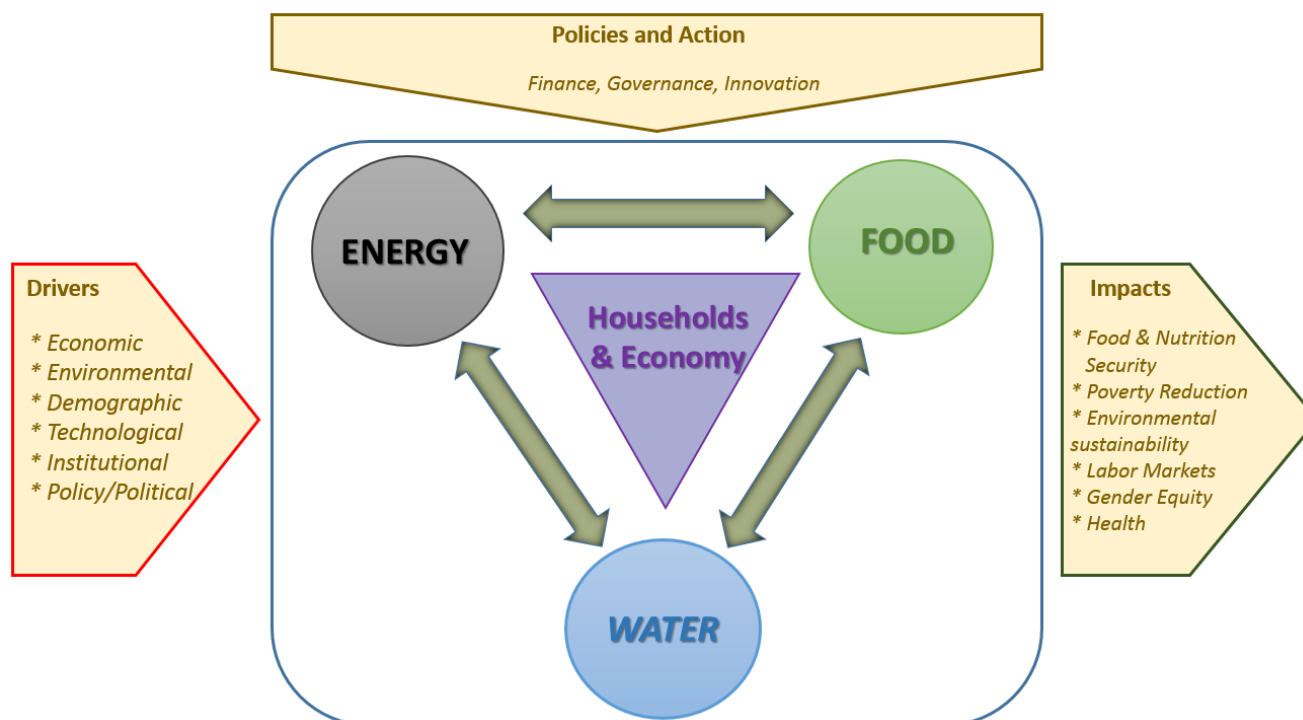 Policies and Action
Finance, Governance, Innovation
ENERGY
FOOD
Households
& Economy
WATER
Drivers
* Economic
* Environmental
* Demographic
* Technological
* Institutional
* Policy/Political
Impacts
* Food & Nutrition
Security
* Poverty Reduction
* Environmental
sustainability
* Labor Markets
* Gender Equity
* Health